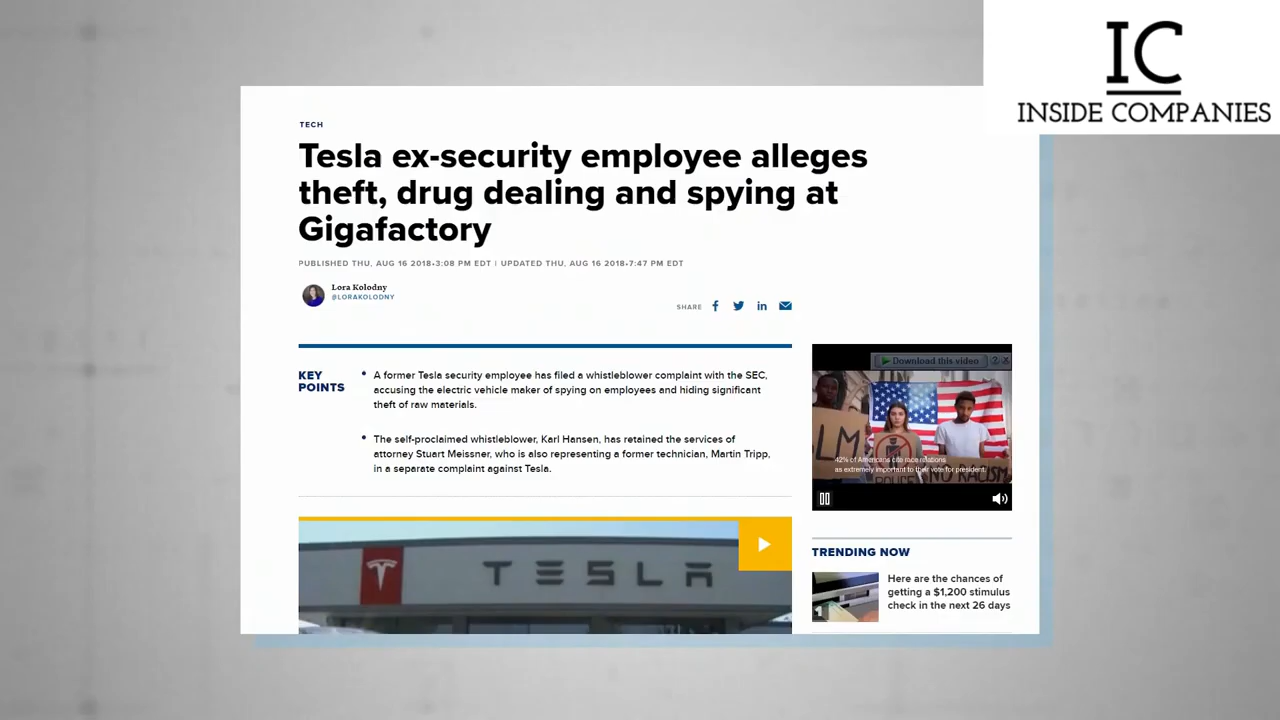 IC
INSIDE COMPANIES
TECH
Tesla ex-security employee alleges
theft, drug dealing and spying at
Gigafactory
PUBLISHED THU, AUG 16 2018•3:08 PM EDT | UPDATED THU, AUG 16 2018•7:47 PM EDT
Lora Kolodny
@LORAKOLODNY
SHARE
KEY
POINTS
• A former Tesla security employee has filed a whistleblower complaint with the SEC,
accusing the electric vehicle maker of spying on employees and hiding significant
theft of raw materials.
• The self-proclaimed whistleblower, Karl Hansen, has retained the services of
attorney Stuart Meissner, who is also representing a former technician, Martin Tripp,
in a separate complaint against Tesla.
TESLA
Download this video ? X
LM
42% of Americans cite race relations
as extremely important to their vote for president.
POLICE
NO RACISM
TRENDING NOW
1
Here are the chances of
getting a $1,200 stimulus
check in the next 26 days